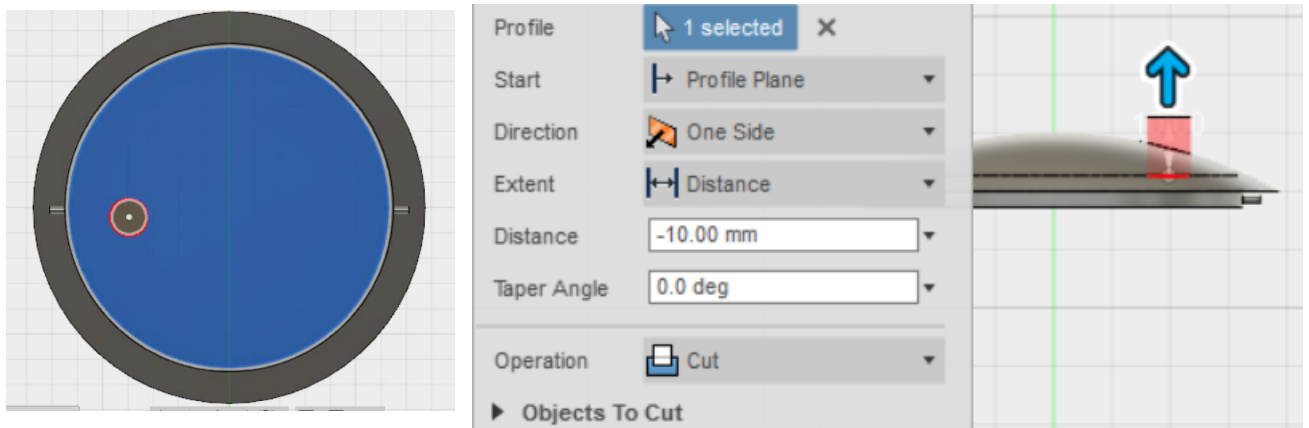 Profile 1 selected
Start Profile Plane
Direction One Side
Extent Distance
Distance -10.00 mm
Taper Angle 0.0 deg
Operation Cut
Objects To Cut